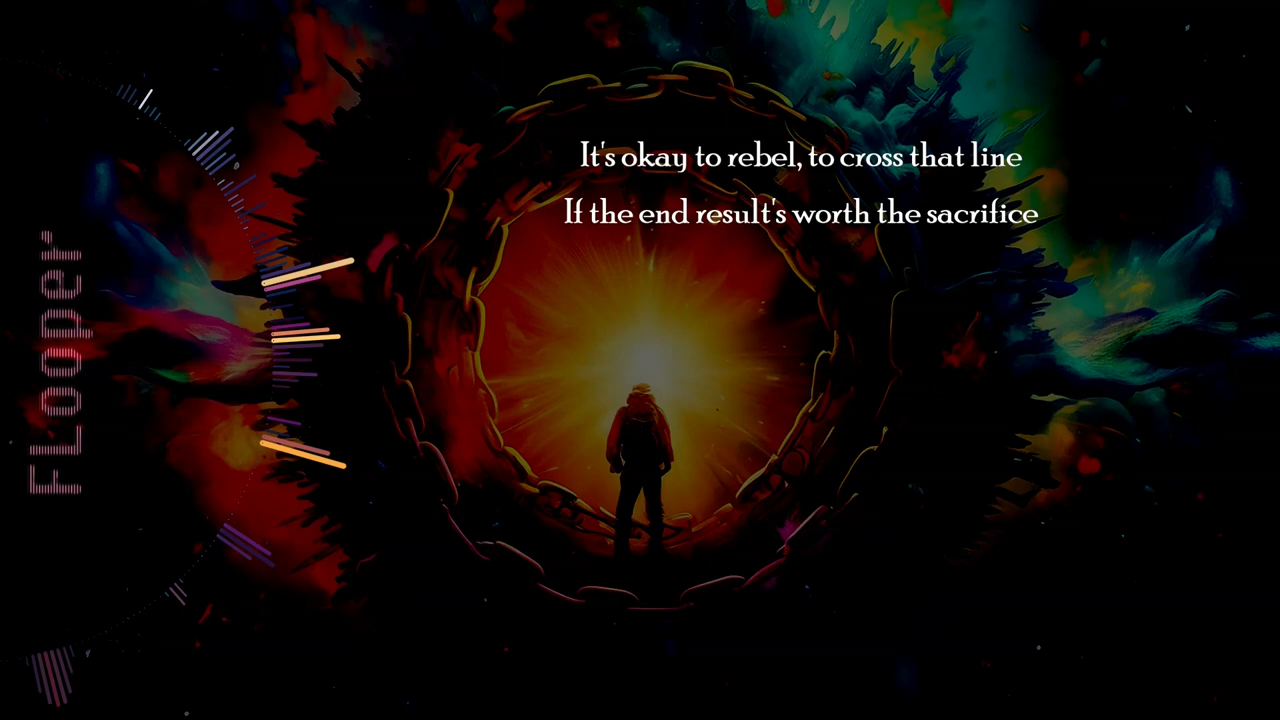 It's okay to rebel, to cross that line
If the end result's worth the sacrifice
FLooper